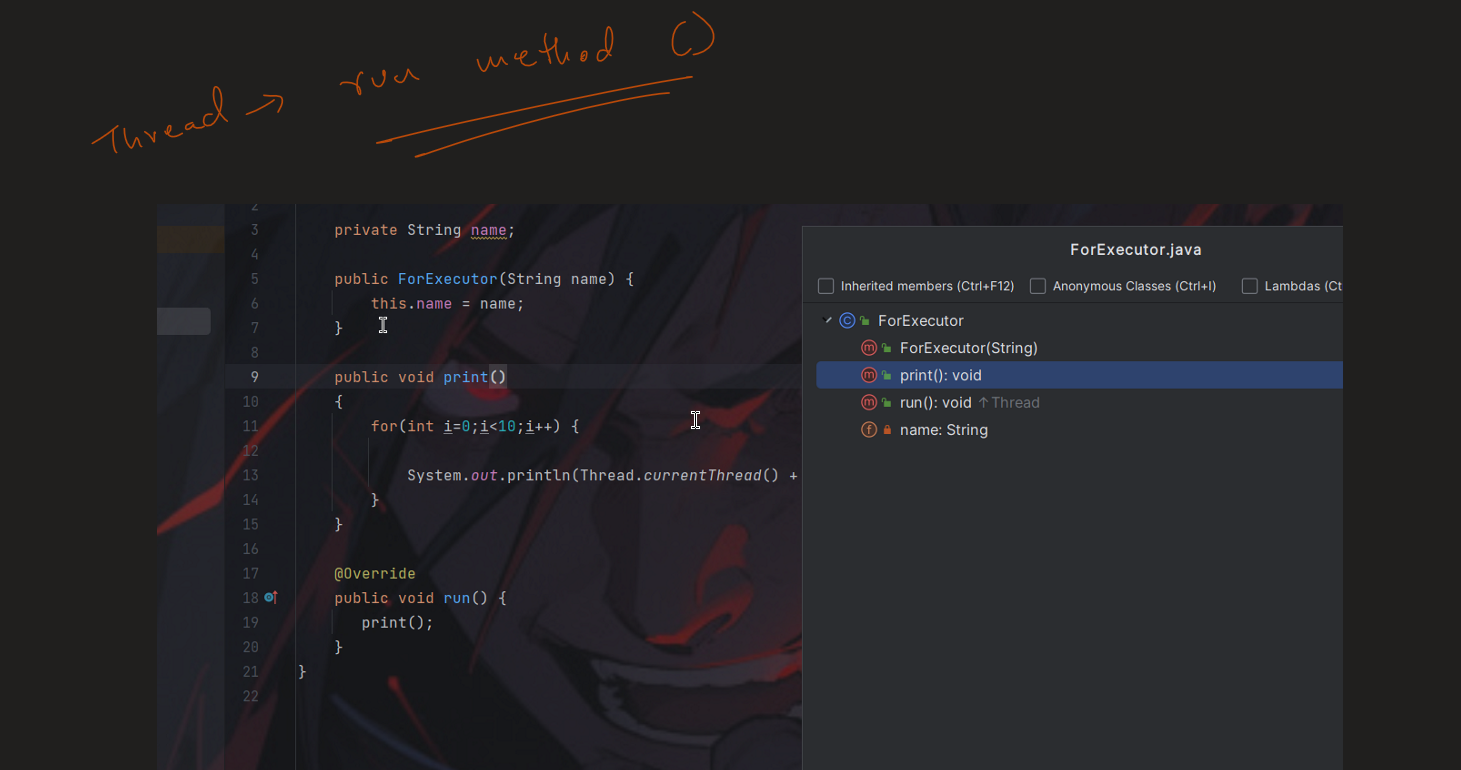 Thread → run method ()
2
3 private String name;
4
5 public ForExecutor(String name) {
6 this.name = name;
7 }
8
9 public void print()
10 {
11 for(int i=0;i<10;i++) {
12
13 System.out.println(Thread.currentThread() +
14 }
15 }
16
17 @Override
18 public void run() {
19 print();
20 }
21 }
22
ForExecutor.java
Inherited members (Ctrl+F12) Anonymous Classes (Ctrl+I) Lambdas (Ct
ForExecutor
ForExecutor(String)
print(): void
run(): void ↑Thread
name: String